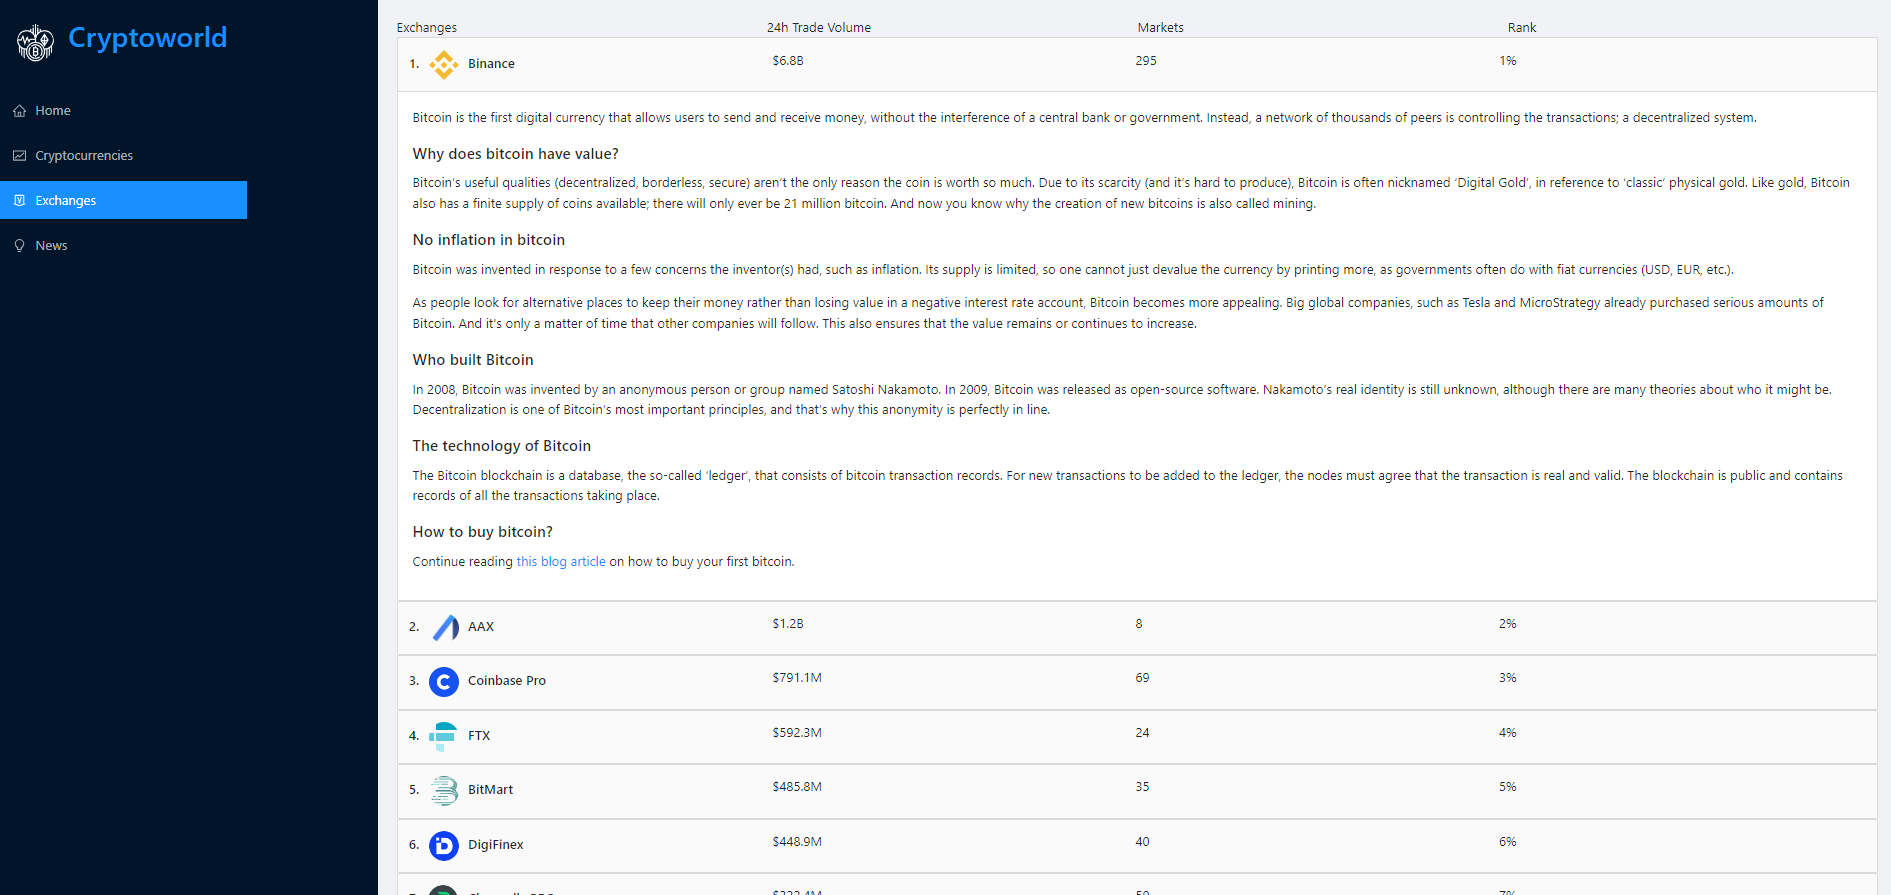 Cryptoworld
Home
Cryptocurrencies
Exchanges
News
Exchanges 24h Trade Volume Markets Rank
1. Binance $6.8B 295 1%
Bitcoin is the first digital currency that allows users to send and receive money, without the interference of a central bank or government. Instead, a network of thousands of peers is controlling the transactions; a decentralized system.
Why does bitcoin have value?
Bitcoin’s useful qualities (decentralized, borderless, secure) aren’t the only reason the coin is worth so much. Due to its scarcity (and it’s hard to produce), Bitcoin is often nicknamed ‘Digital Gold’, in reference to ‘classic’ physical gold. Like gold, Bitcoin
also has a finite supply of coins available; there will only ever be 21 million bitcoin. And now you know why the creation of new bitcoins is also called mining.
No inflation in bitcoin
Bitcoin was invented in response to a few concerns the inventor(s) had, such as inflation. Its supply is limited, so one cannot just devalue the currency by printing more, as governments often do with fiat currencies (USD, EUR, etc.).
As people look for alternative places to keep their money rather than losing value in a negative interest rate account, Bitcoin becomes more appealing. Big global companies, such as Tesla and MicroStrategy already purchased serious amounts of
Bitcoin. And it's only a matter of time that other companies will follow. This also ensures that the value remains or continues to increase.
Who built Bitcoin
In 2008, Bitcoin was invented by an anonymous person or group named Satoshi Nakamoto. In 2009, Bitcoin was released as open-source software. Nakamoto’s real identity is still unknown, although there are many theories about who it might be.
Decentralization is one of Bitcoin’s most important principles, and that’s why this anonymity is perfectly in line.
The technology of Bitcoin
The Bitcoin blockchain is a database, the so-called ‘ledger’, that consists of bitcoin transaction records. For new transactions to be added to the ledger, the nodes must agree that the transaction is real and valid. The blockchain is public and contains
records of all the transactions taking place.
How to buy bitcoin?
Continue reading this blog article on how to buy your first bitcoin.
2. AAX $1.2B 8 2%
3. Coinbase Pro $791.1M 69 3%
4. FTX $592.3M 24 4%
5. BitMart $485.8M 35 5%
6. DigiFinex $448.9M 40 6%